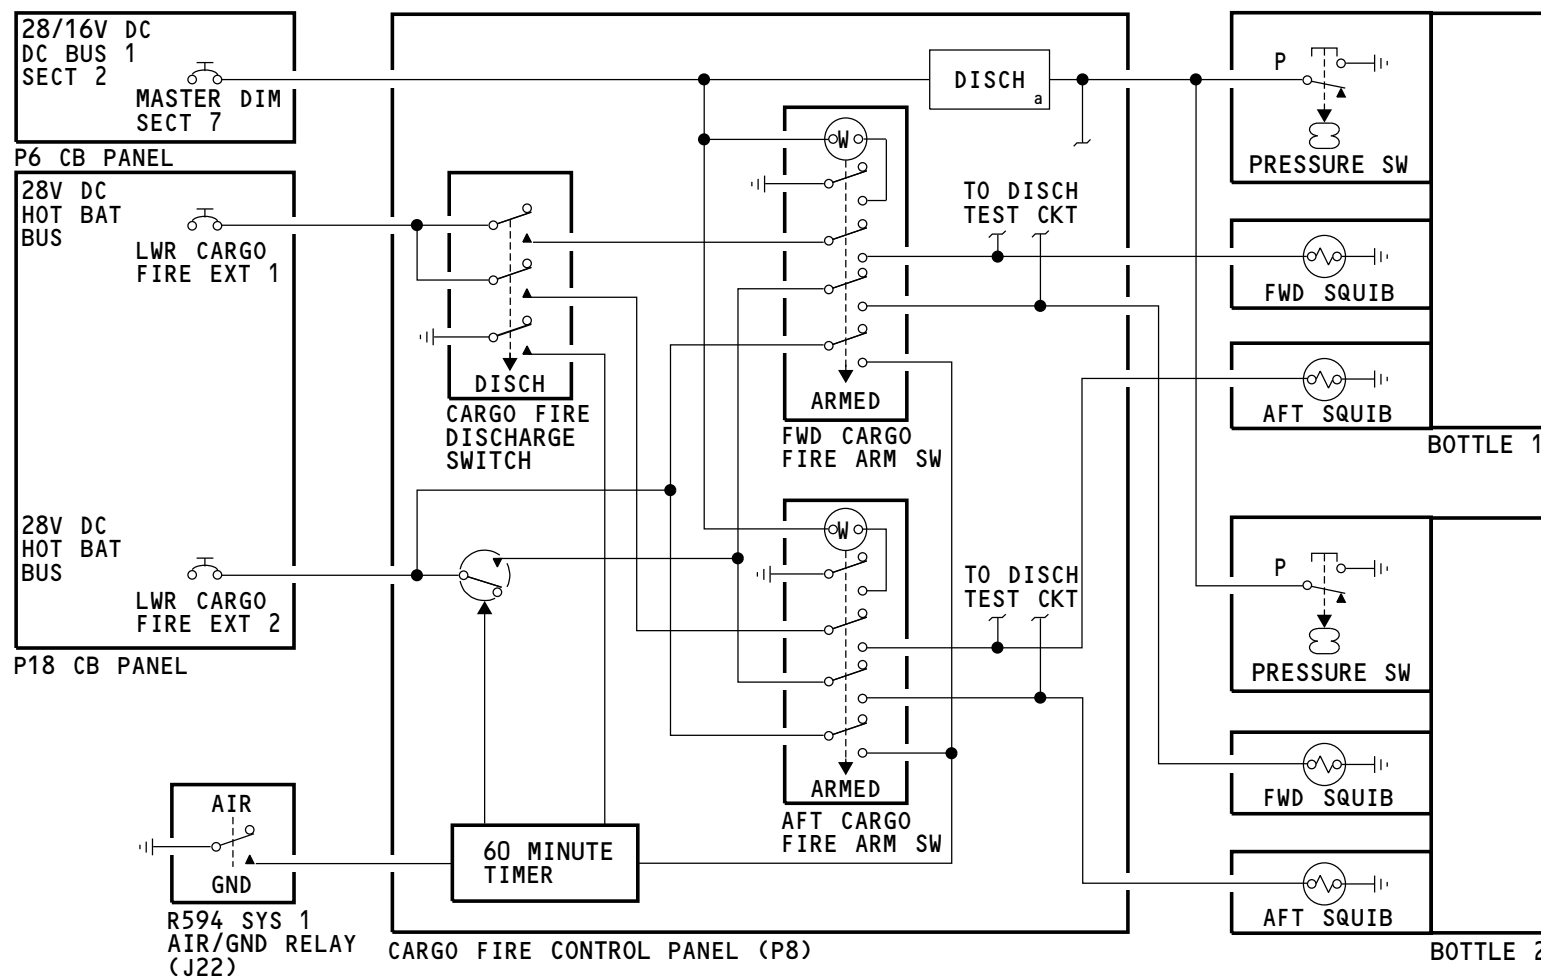 28/16V DC
DC BUS 1
SECT 2
MASTER DIM
SECT 7
P6 CB PANEL
28V DC
HOT BAT
BUS
LWR CARGO
FIRE EXT 1
28V DC
HOT BAT
BUS
LWR CARGO
FIRE EXT 2
P18 CB PANEL
AIR
GND
R594 SYS 1
AIR/GND RELAY
(J22)
DISCH
CARGO FIRE
DISCHARGE
SWITCH
60 MINUTE
TIMER
DISCH
a
W
ARMED
FWD CARGO
FIRE ARM SW
TO DISCH
TEST CKT
W
ARMED
AFT CARGO
FIRE ARM SW
TO DISCH
TEST CKT
CARGO FIRE CONTROL PANEL (P8)
P
PRESSURE SW
FWD SQUIB
AFT SQUIB
BOTTLE 1
P
PRESSURE SW
FWD SQUIB
AFT SQUIB
BOTTLE 2